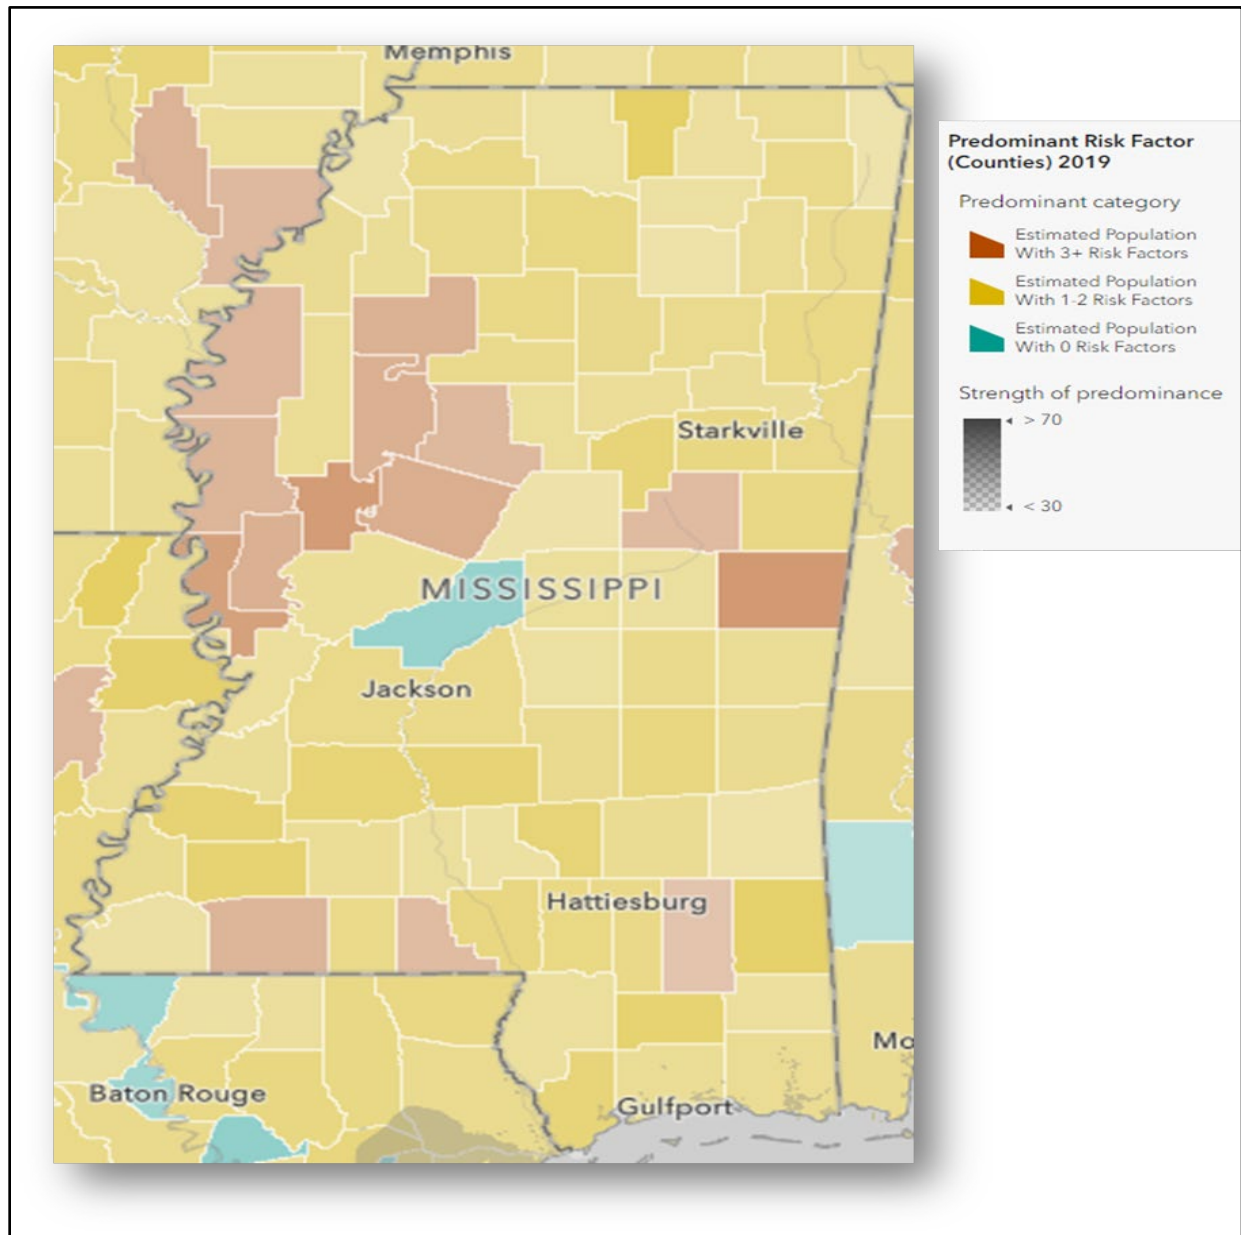 Memphis
Predominant Risk Factor
(Counties) 2019
Predominant category
Estimated Population
With 3+ Risk Factors
Estimated Population
With 1-2 Risk Factors
Estimated Population
With 0 Risk Factors
Strength of predominance
> 70
< 30
Starkville
MISSISSIPPI
Jackson
Hattiesburg
Mo
Baton Rouge
Gulfport